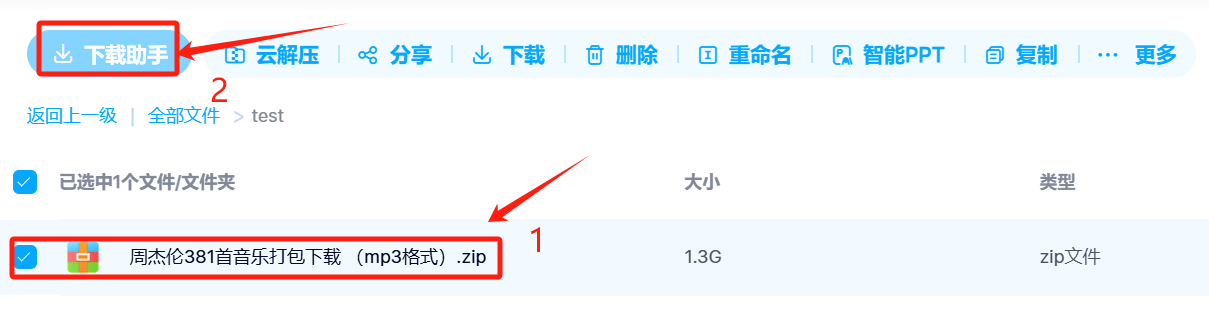 下载助手 云解压 分享 下载 删除 重命名 智能PPT 复制 ··· 更多
2
返回上一级 | 全部文件 > test
已选中1个文件/文件夹 大小 类型
1
周杰伦381首音乐打包下载 （mp3格式）.zip 1.3G zip文件